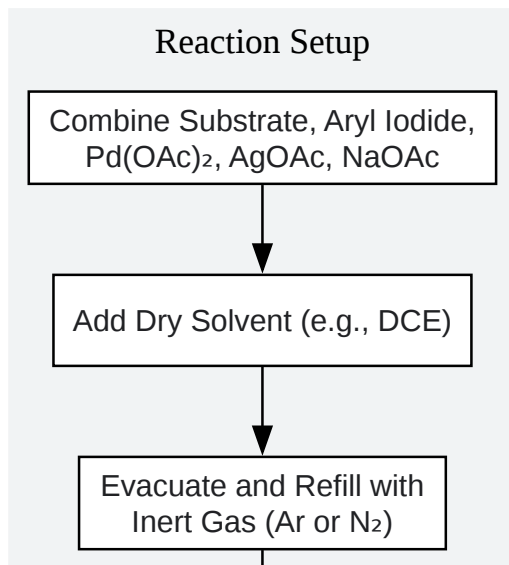 Reaction Setup
Combine Substrate, Aryl Iodide,
Pd(OAc)₂, AgOAc, NaOAc
Add Dry Solvent (e.g., DCE)
Evacuate and Refill with
Inert Gas (Ar or N₂)